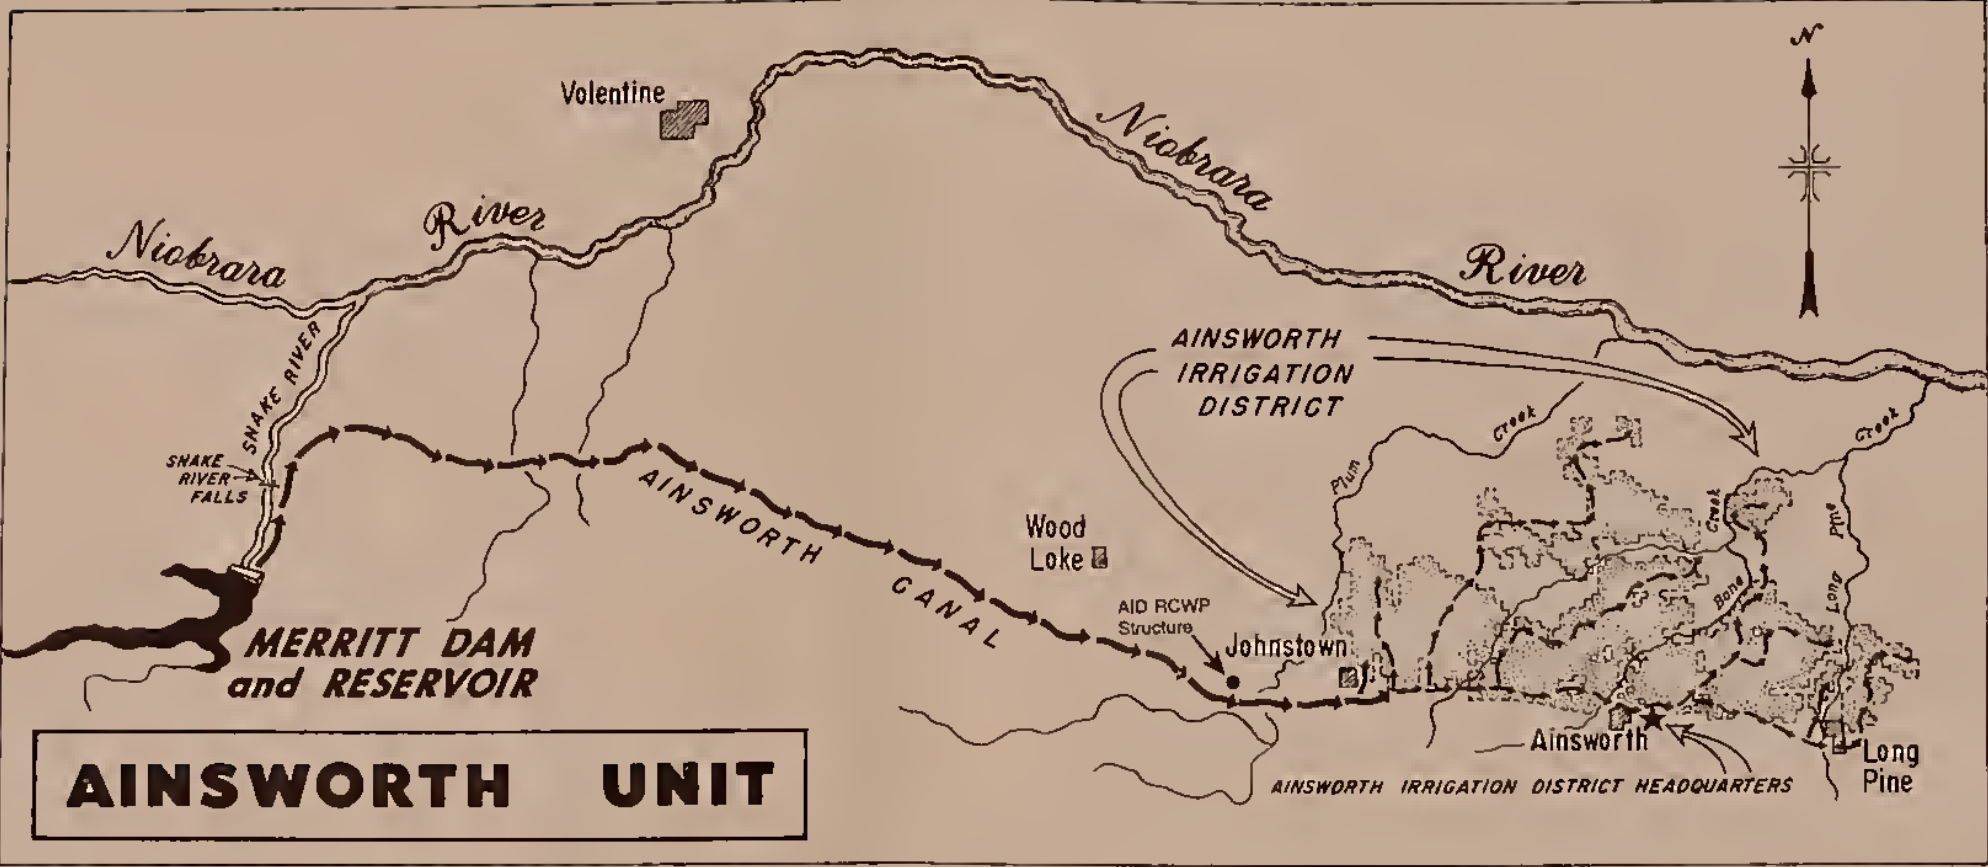 N
Volentine
Niobrara
River
Niobrara
River
SNAKE RIVER
SNAKE
RIVER
FALLS
AINSWORTH
IRRIGATION
DISTRICT
Plum
Creek
Creek
Creek
Pine
Long
Bone
AINSWORTH
CANAL
Wood
Loke
AID RCWP
Structure
Johnstown
MERRITT DAM
and RESERVOIR
Ainsworth
Long
Pine
AINSWORTH IRRIGATION DISTRICT HEADQUARTERS
AINSWORTH UNIT